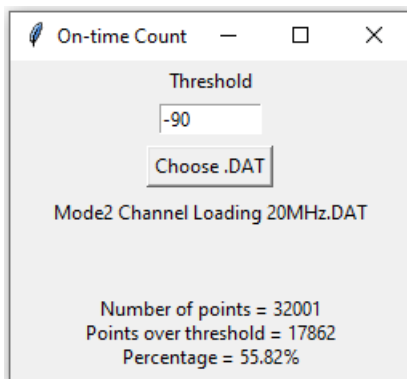 On-time Count
Threshold
-90
Choose .DAT
Mode2 Channel Loading 20MHz.DAT
Number of points = 32001
Points over threshold = 17862
Percentage = 55.82%